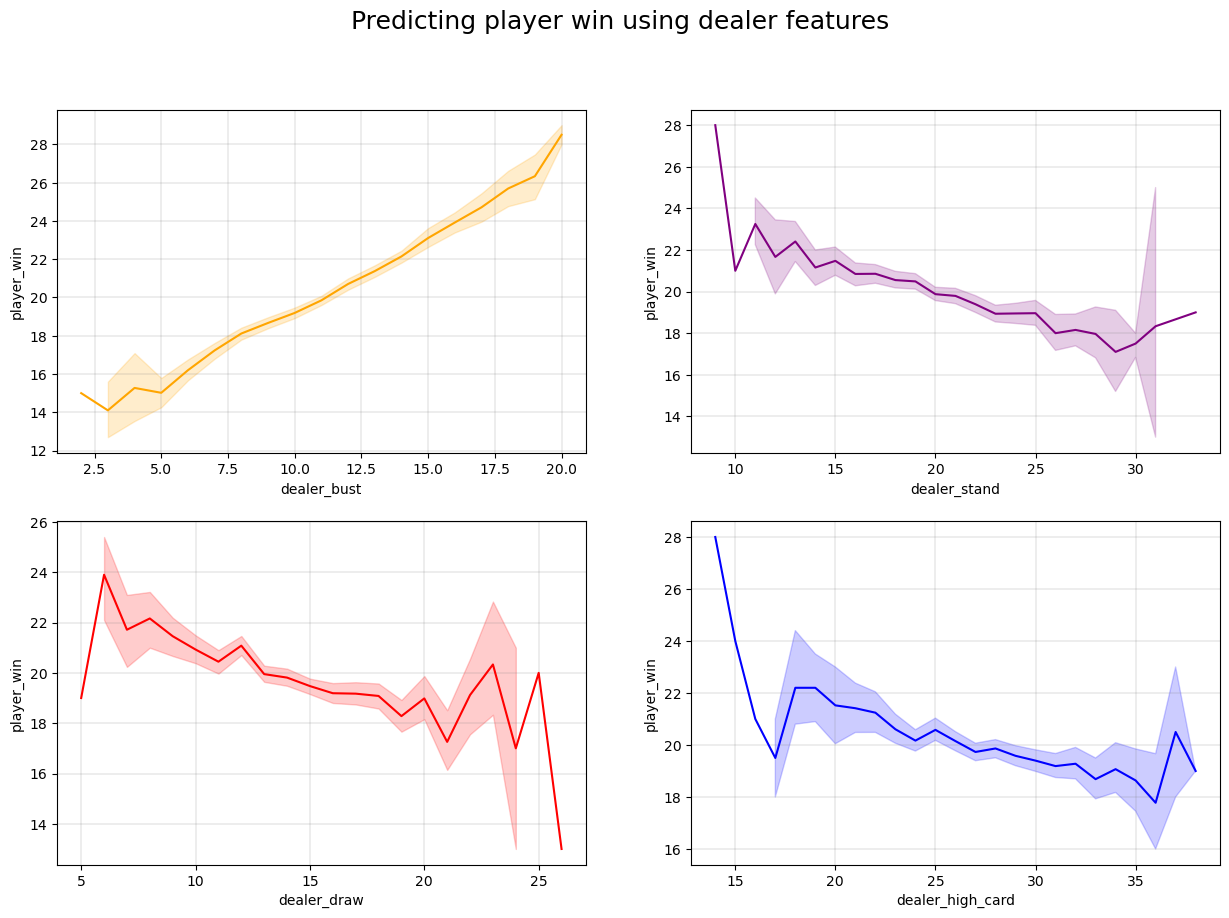 Predicting player win using dealer features
player_win
28
26
24
22
20
18
16
14
12
2.5 5.0 7.5 10.0 12.5 15.0 17.5 20.0
dealer_bust
player_win
28
26
24
22
20
18
16
14
10 15 20 25 30
dealer_stand
player_win
26
24
22
20
18
16
14
5 10 15 20 25
dealer_draw
player_win
28
26
24
22
20
18
16
15 20 25 30 35
dealer_high_card